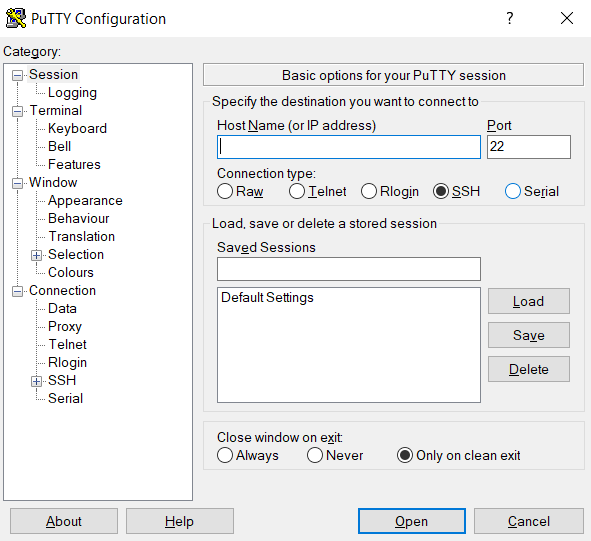 PuTTY Configuration
Category:
Session
Logging
Terminal
Keyboard
Bell
Features
Window
Appearance
Behaviour
Translation
Selection
Colours
Connection
Data
Proxy
Telnet
Rlogin
SSH
Serial
Basic options for your PuTTY session
Specify the destination you want to connect to
Host Name (or IP address) Port
22
Connection type:
Raw Telnet Rlogin SSH Serial
Load, save or delete a stored session
Saved Sessions
Default Settings
Load
Save
Delete
Close window on exit:
Always Never Only on clean exit
About Help Open Cancel